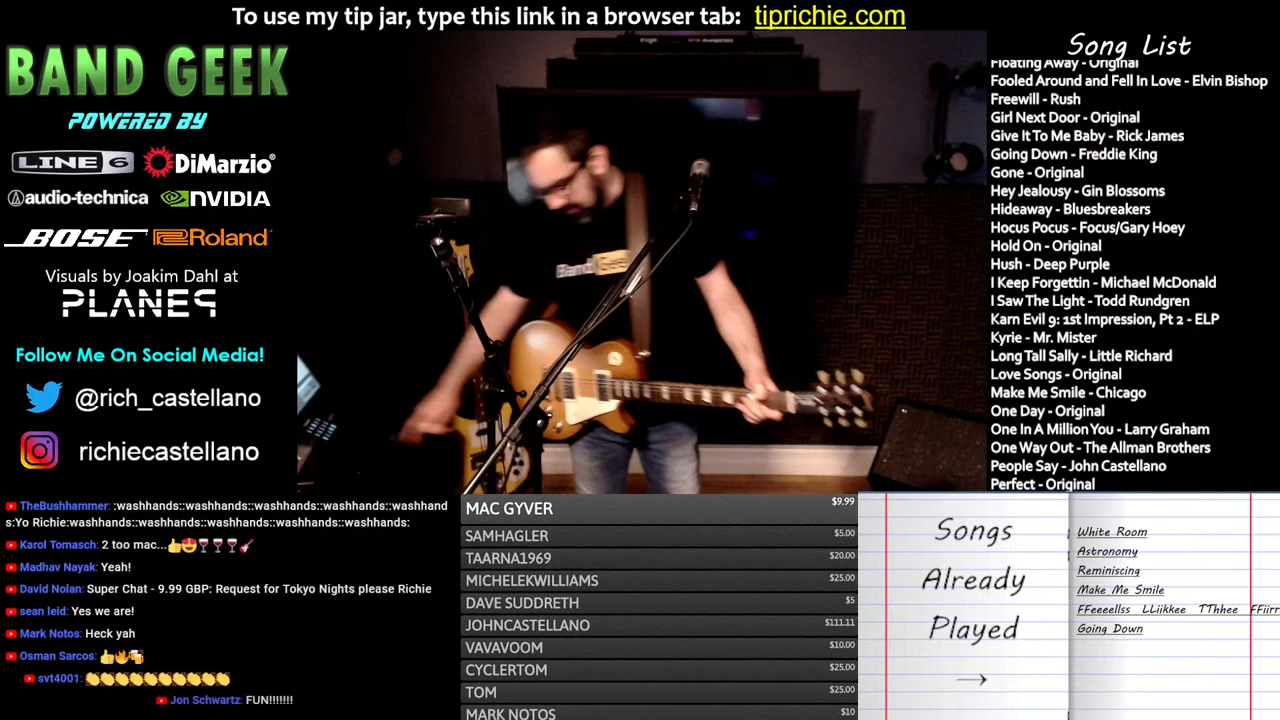 To use my tip jar, type this link in a browser tab: tiprichie.com
BAND GEEK
POWERED BY
LINE 6
DiMarzio
audio-technica
NVIDIA
BOSE
Roland
Visuals by Joakim Dahl at
PLANE9
Follow Me On Social Media!
@rich_castellano
richiecastellano
Band Geek
Song List
Floating Away - Original
Fooled Around and Fell In Love - Elvin Bishop
Freewill - Rush
Girl Next Door - Original
Give It To Me Baby - Rick James
Going Down - Freddie King
Gone - Original
Hey Jealousy - Gin Blossoms
Hideaway - Bluesbreakers
Hocus Pocus - Focus/Gary Hoey
Hold On - Original
Hush - Deep Purple
I Keep Forgettin - Michael McDonald
I Saw The Light - Todd Rundgren
Karn Evil 9: 1st Impression, Pt 2 - ELP
Kyrie - Mr. Mister
Long Tall Sally - Little Richard
Love Songs - Original
Make Me Smile - Chicago
One Day - Original
One In A Million You - Larry Graham
One Way Out - The Allman Brothers
People Say - John Castellano
Perfect - Original
TheBushhammer: :washhands::washhands::washhands::washhands::washhands::washhand
s:Yo Richie:washhands::washhands::washhands::washhands::washhands:
Karol Tomasch: 2 too mac...👍😍🍷🍷🍷🎸
Madhav Nayak: Yeah!
David Nolan: Super Chat - 9.99 GBP: Request for Tokyo Nights please Richie
sean leid: Yes we are!
Mark Notos: Heck yah
Osman Sarcos: 👍🔥🍻
svt4001: 👏👏👏👏👏👏👏👏👏👏
Jon Schwartz: FUN!!!!!!!
MAC GYVER $9.99
SAMHAGLER $5.00
TAARNA1969 $20.00
MICHELEKWILLIAMS $25.00
DAVE SUDDRETH $5
JOHNCASTELLANO $111.11
VAVAVOOM $10.00
CYCLERTOM $25.00
TOM $25.00
MARK NOTOS $10
Songs
Already
Played
→
White Room
Astronomy
Reminiscing
Make Me Smile
FFeeeellss LLiikkee TThhee FFiirr
Going Down